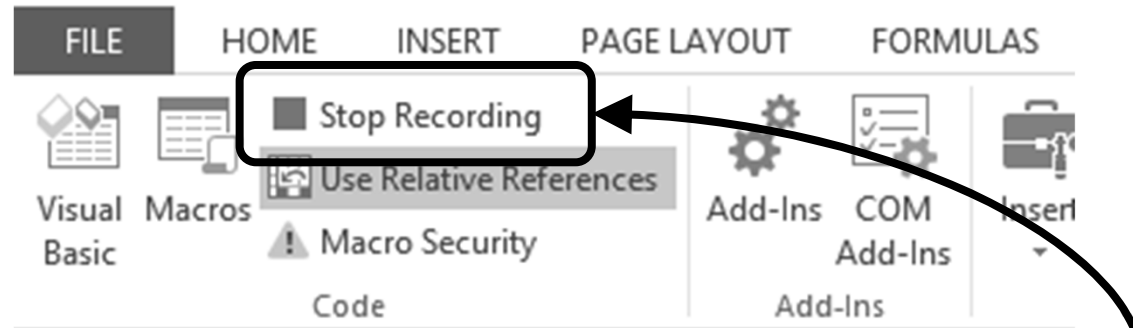 FILE HOME INSERT PAGE LAYOUT FORMULAS
Stop Recording
Use Relative References
Macro Security
Visual
Basic
Macros
Code
Add-Ins
COM
Add-Ins
Add-Ins
Insert